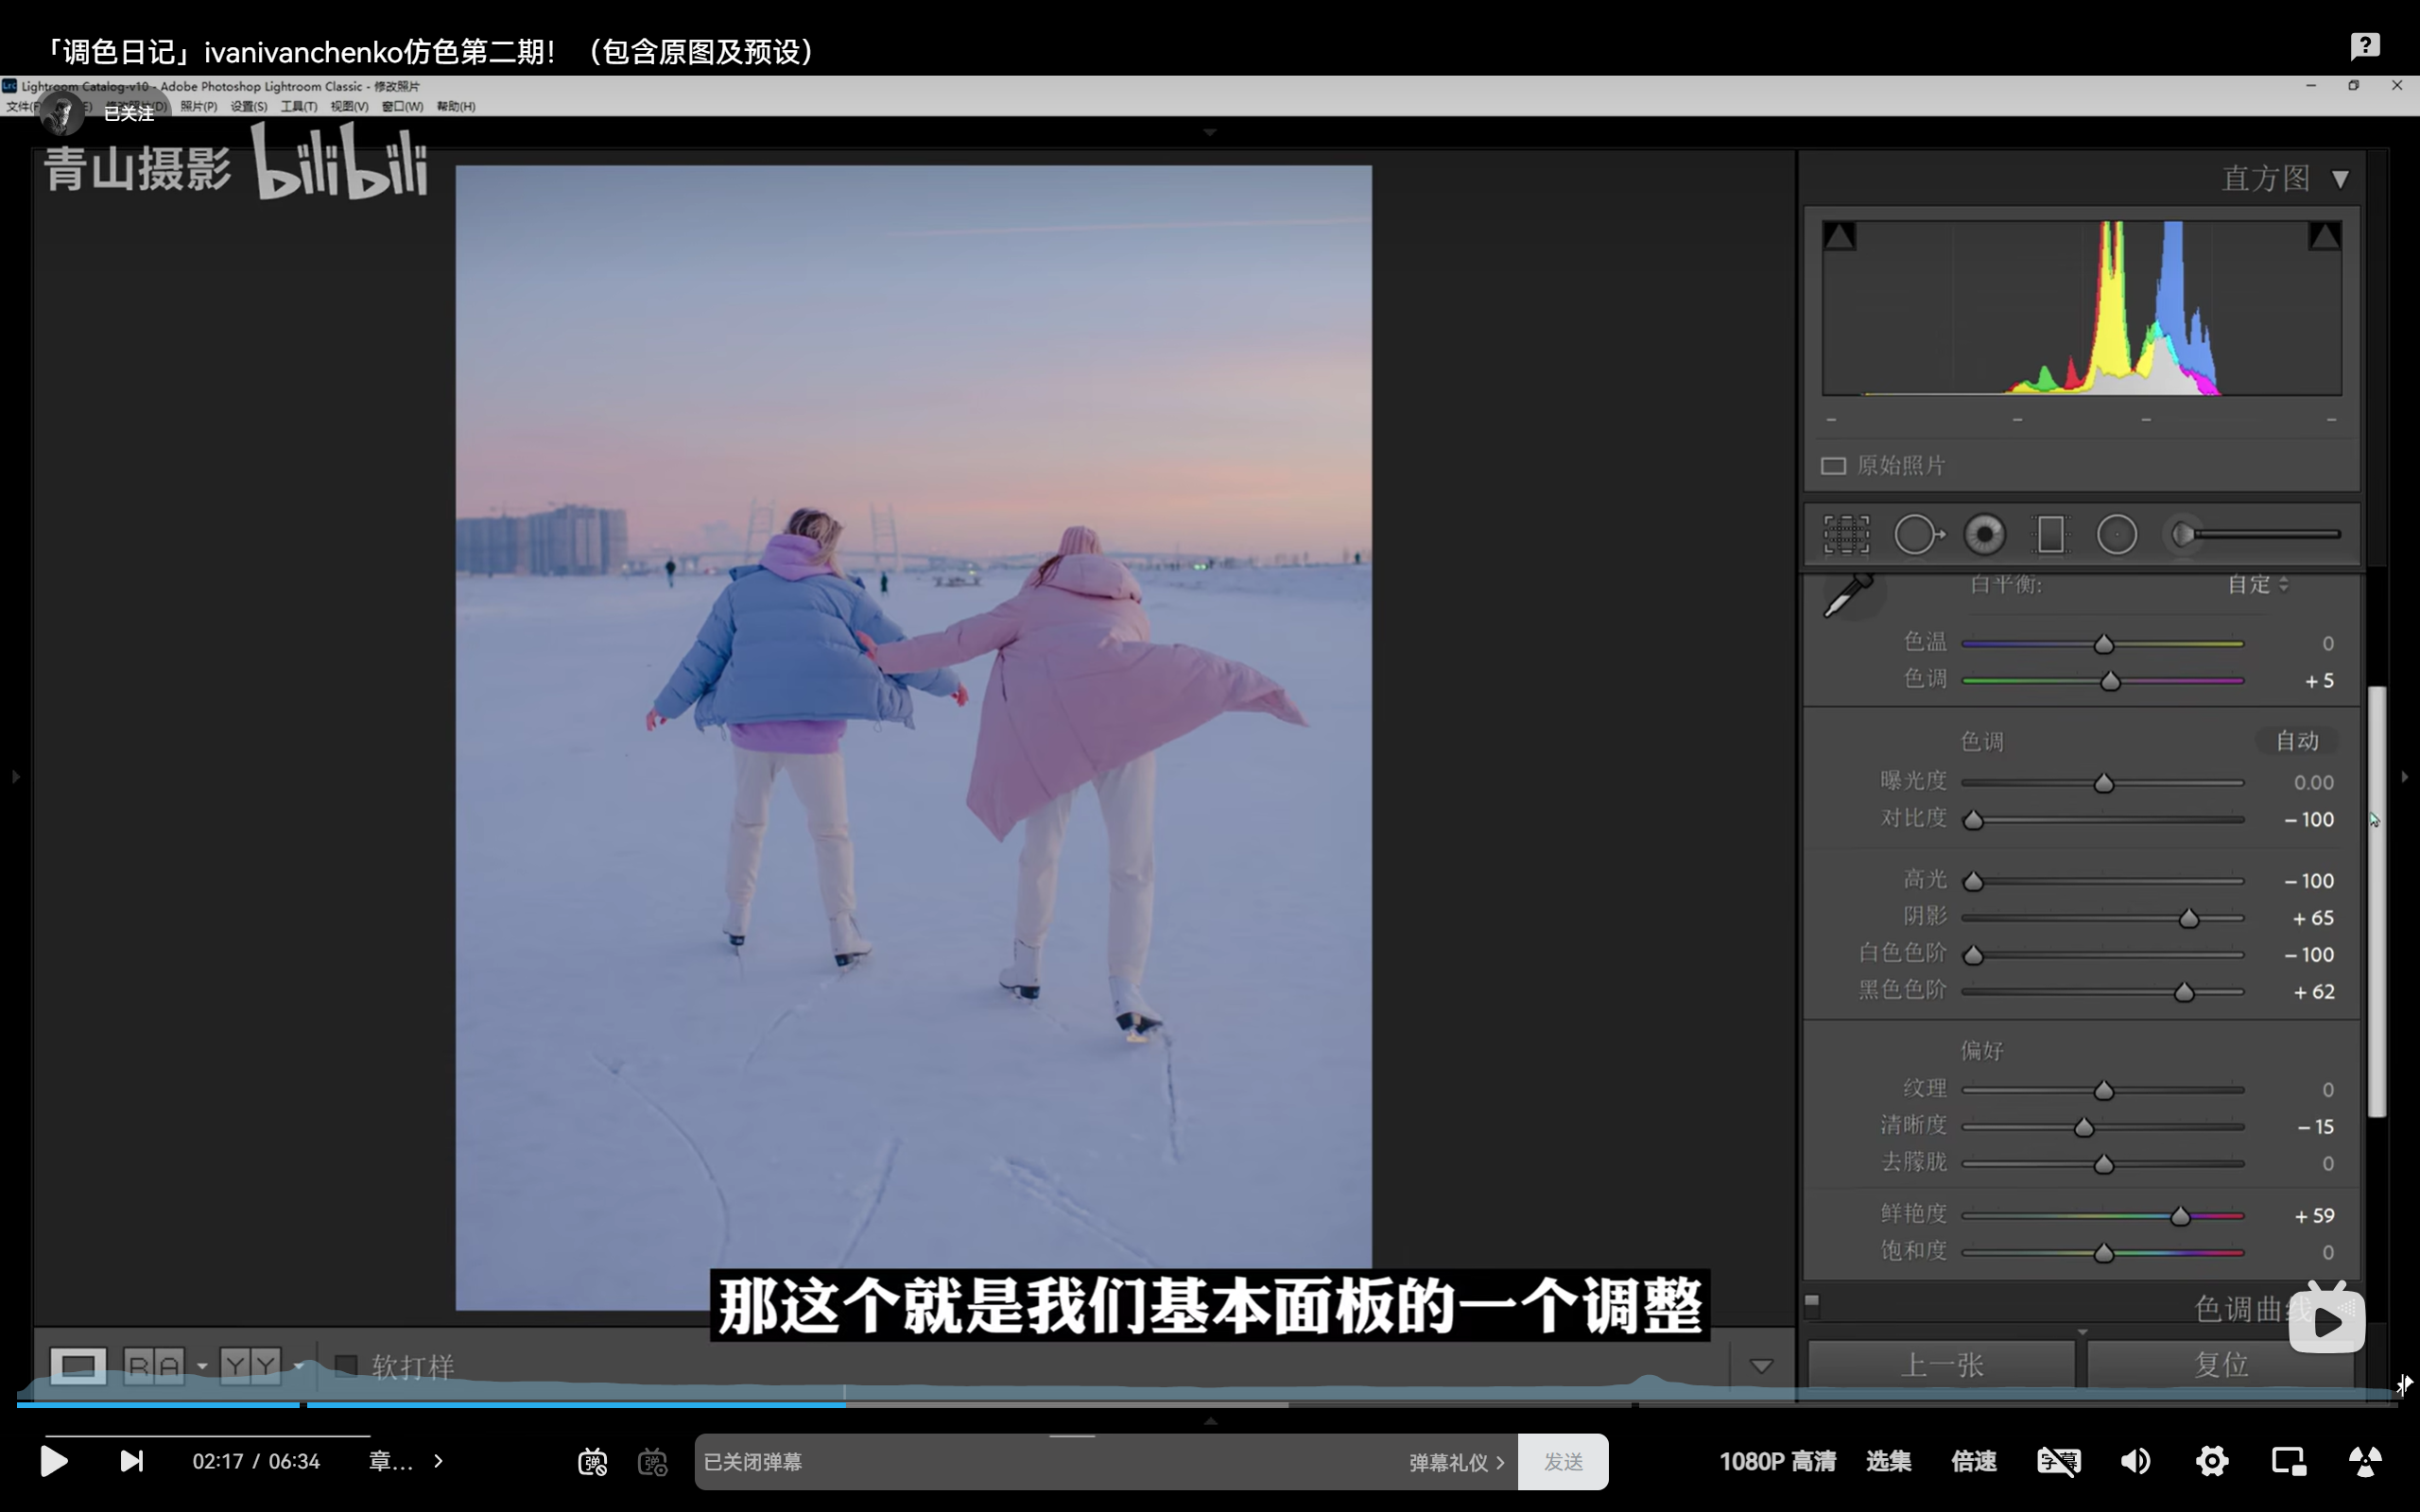 「调色日记」ivanivanchenko仿色第二期！（包含原图及预设）
Lrc Lightroom Catalog-v10 - Adobe Photoshop Lightroom Classic - 修改照片
照片(P) 设置(S) 工具(T) 视图(V) 窗口(W) 帮助(H)
已关注
青山摄影 bilibili
直方图
原始照片
白平衡: 自定
色温 0
色调 + 5
色调 自动
曝光度 0.00
对比度 - 100
高光 - 100
阴影 + 65
白色色阶 - 100
黑色色阶 + 62
偏好
纹理 0
清晰度 - 15
去朦胧 0
鲜艳度 + 59
饱和度 0
那这个就是我们基本面板的一个调整
色调曲
R A Y Y 软打样
上一张 复位
02:17 / 06:34 章... 弹 弹 已关闭弹幕 弹幕礼仪 发送 1080P 高清 选集 倍速 字幕